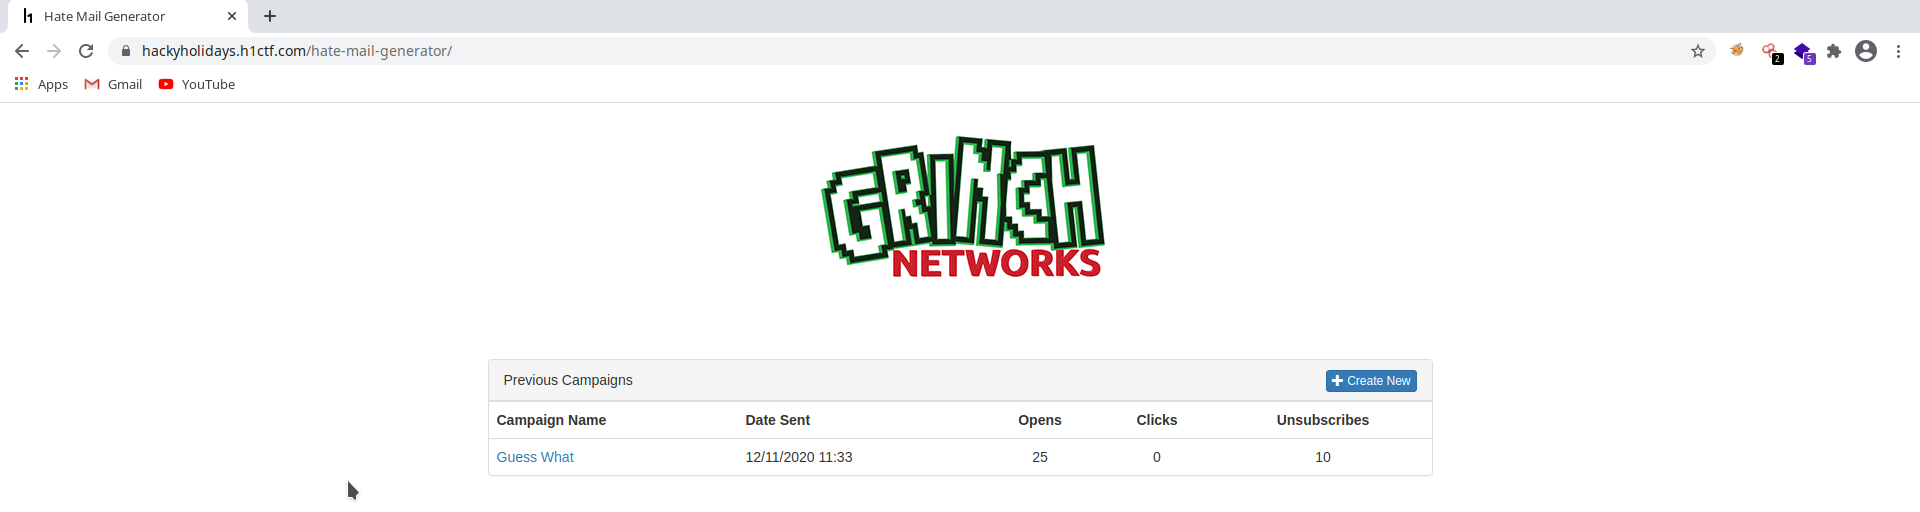 Hate Mail Generator
hackyholidays.h1ctf.com/hate-mail-generator/
2
5
Apps Gmail YouTube
GRINCH
NETWORKS
Previous Campaigns Create New
Campaign Name Date Sent Opens Clicks Unsubscribes
Guess What 12/11/2020 11:33 25 0 10